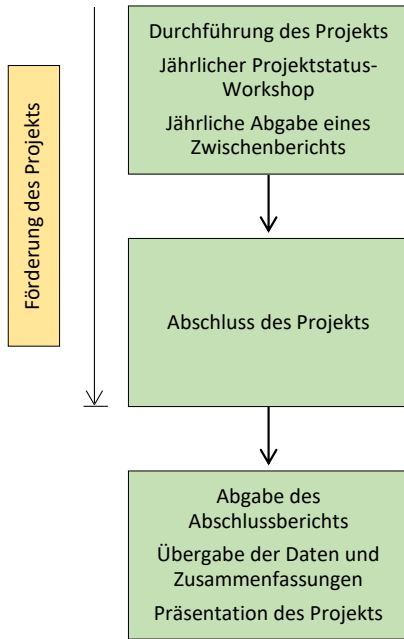 Durchführung des Projekts
Jährlicher Projektstatus-
Workshop
Jährliche Abgabe eines
Zwischenberichts
Förderung des Projekts
Abschluss des Projekts
Abgabe des
Abschlussberichts
Übergabe der Daten und
Zusammenfassungen
Präsentation des Projekts